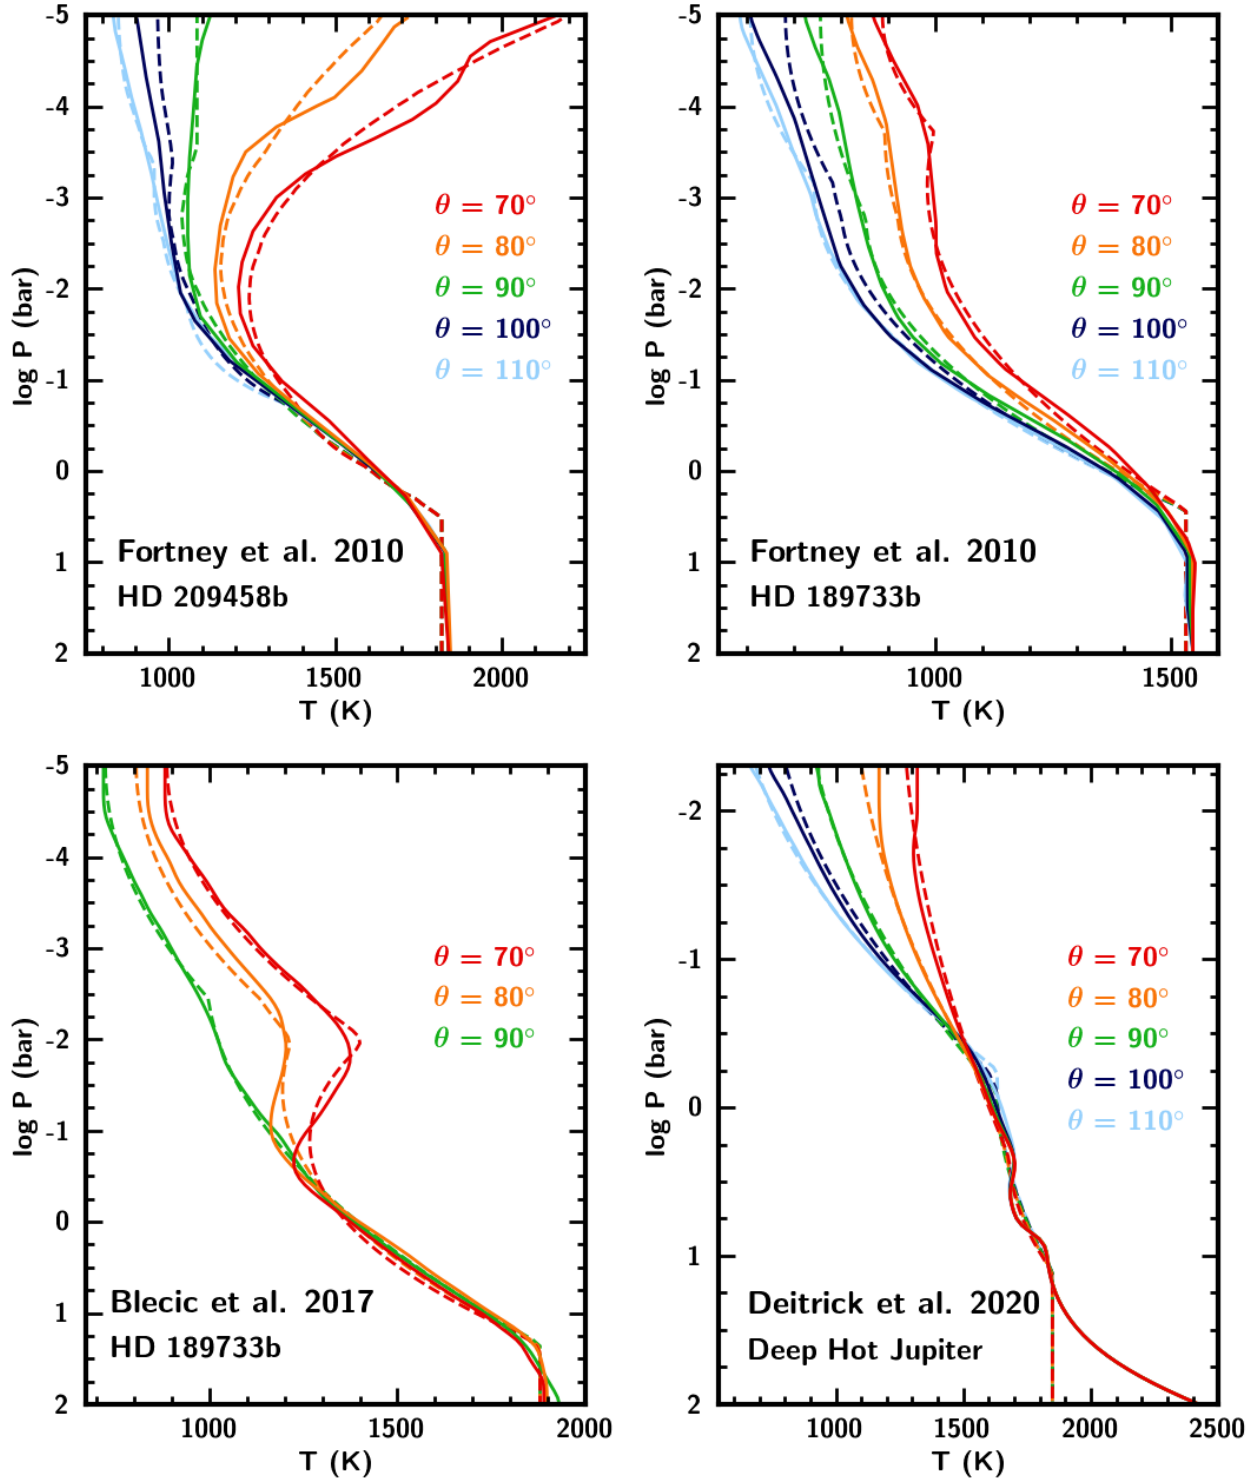 -5
-4
-3
-2
-1
0
1
2
log P (bar)
θ = 70°
θ = 80°
θ = 90°
θ = 100°
θ = 110°
Fortney et al. 2010
HD 209458b
1000
1500
2000
T (K)
-5
-4
-3
-2
-1
0
1
2
log P (bar)
θ = 70°
θ = 80°
θ = 90°
θ = 100°
θ = 110°
Fortney et al. 2010
HD 189733b
1000
1500
T (K)
-5
-4
-3
-2
-1
0
1
2
log P (bar)
θ = 70°
θ = 80°
θ = 90°
Blecic et al. 2017
HD 189733b
1000
1500
2000
T (K)
-2
-1
0
1
2
log P (bar)
θ = 70°
θ = 80°
θ = 90°
θ = 100°
θ = 110°
Deitrick et al. 2020
Deep Hot Jupiter
1000
1500
2000
2500
T (K)